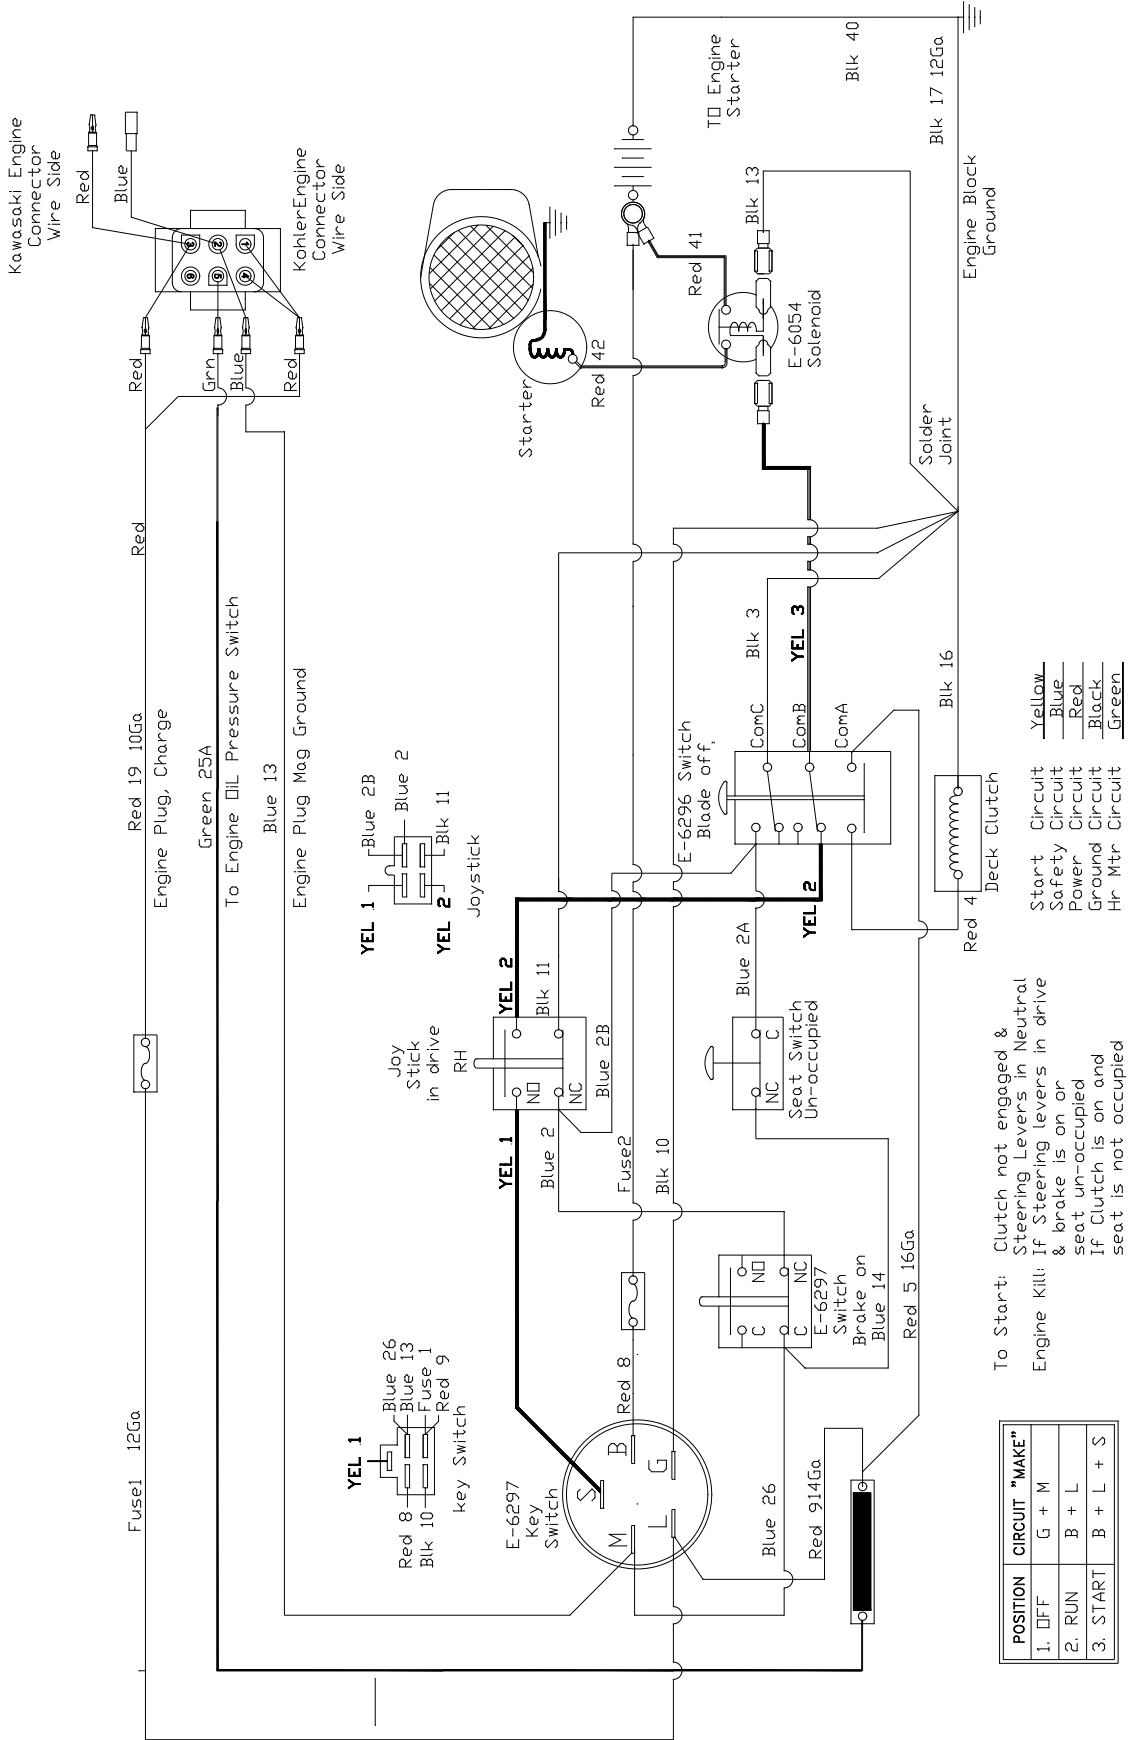 Kawasaki Engine
Connector
Wire Side
Red
Blue
3
2
1
6
5
4
KohlerEngine
Connector
Wire Side
Red
Grn
Blue
Red
Red
Red 19 10Ga
Engine Plug, Charge
Green 25A
To Engine OiL Pressure Switch
Blue 13
Engine Plug Mag Ground
Fuse1 12Ga
Starter
Red 42
Red 41
TO Engine
Starter
Blk 40
Blk 17 12Ga
Blk 13
Engine Block
Ground
E-6054
Solenoid
Solder
Joint
Blue 2B
Blue 2
YEL 1
YEL 2
Blk 11
Joystick
Joy
Stick
in drive
RH
YEL 2
Blk 11
NO
NC
YEL 1
Blue 2
Blue 2B
E-6296 Switch
Blade off,
ComC
ComB
ComA
Blk 3
YEL 3
Blk 16
YEL 2
Blue 2A
Red 4
Deck Clutch
C
NC
Seat Switch
Un-occupied
Fuse2
Blk 10
Red 8
NO
NC
C
C
E-6297
Switch
Brake on
Blue 14
Red 5 16Ga
YEL 1
Blue 26
Blue 13
Fuse 1
Red 9
Red 8
Blk 10
key Switch
E-6297
Key
Switch
S
B
M
G
L
Blue 26
Red 914Ga
Start Circuit Yellow
Safety Circuit Blue
Power Circuit Red
Ground Circuit Black
Hr Mtr Circuit Green
To Start: Clutch not engaged &
Steering Levers in Neutral
Engine Kill: If Steering levers in drive
& brake is on or
seat un-occupied
If Clutch is on and
seat is not occupied
POSITION CIRCUIT "MAKE"
1. OFF G + M
2. RUN B + L
3. START B + L + S